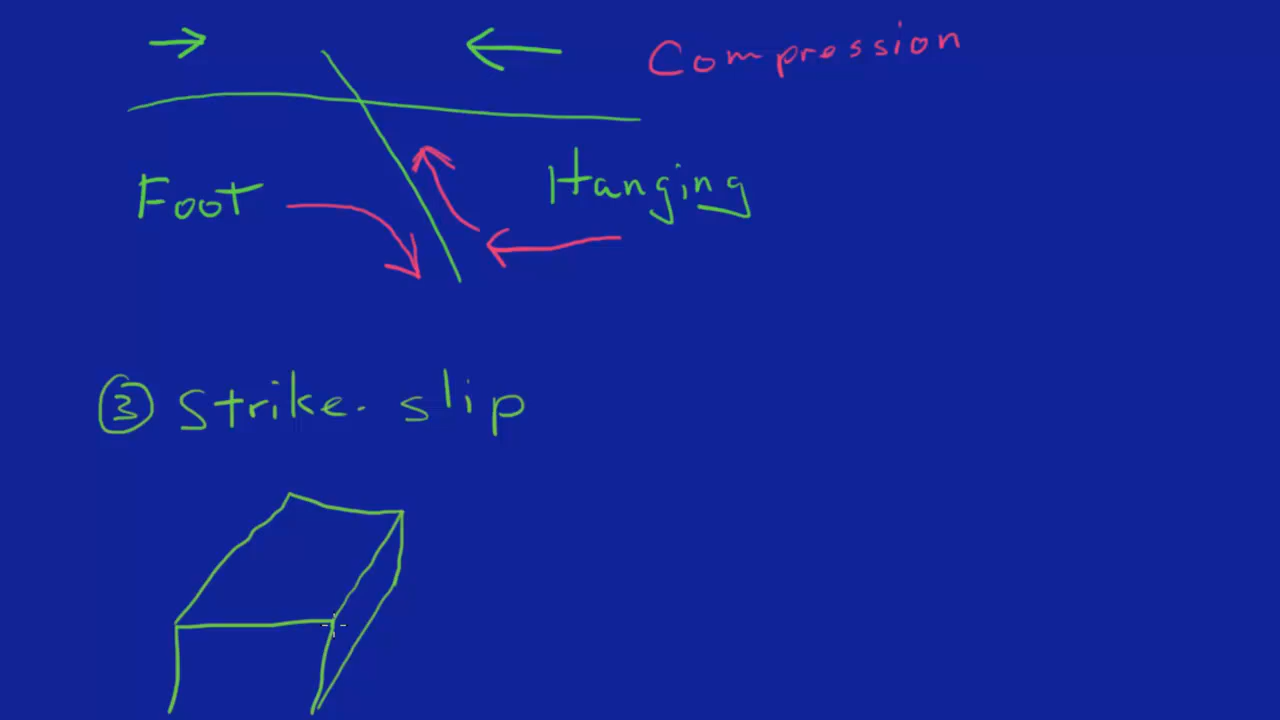 Compression
Foot
Hanging
③ Strike-slip